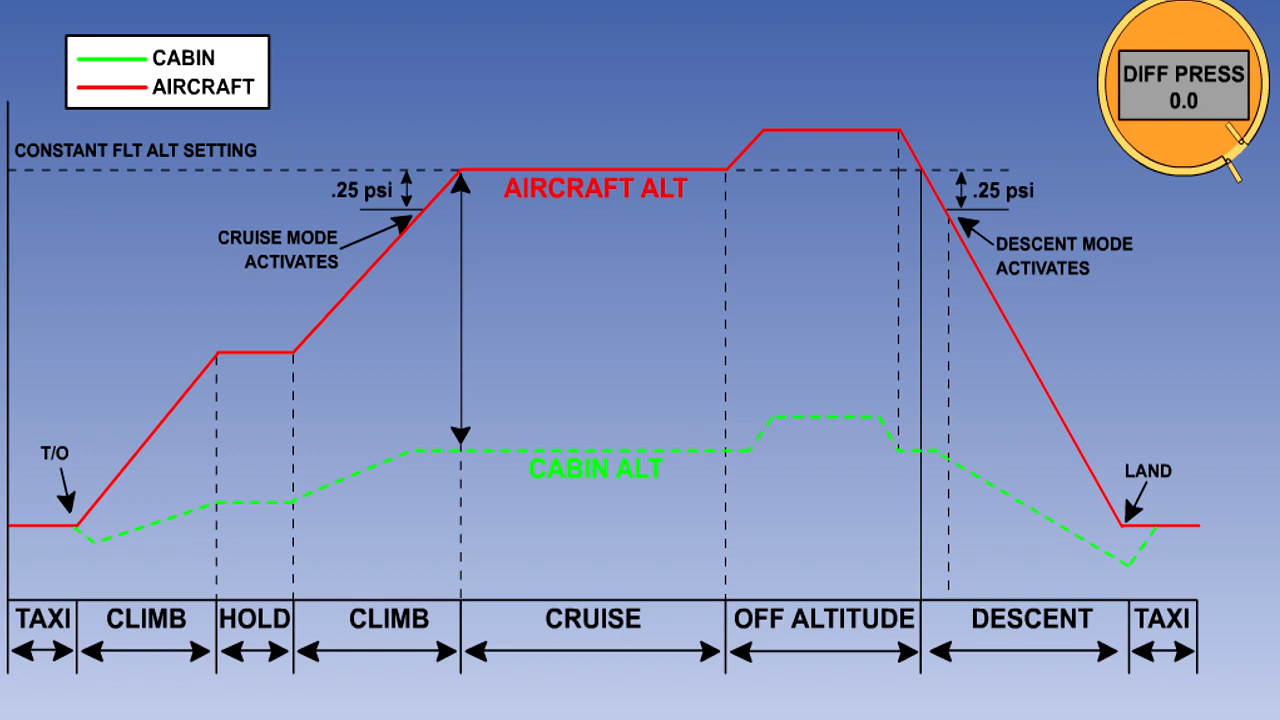 CABIN
AIRCRAFT
DIFF PRESS
0.0
CONSTANT FLT ALT SETTING
.25 psi
AIRCRAFT ALT
.25 psi
CRUISE MODE
ACTIVATES
DESCENT MODE
ACTIVATES
T/O
CABIN ALT
LAND
TAXI
CLIMB
HOLD
CLIMB
CRUISE
OFF ALTITUDE
DESCENT
TAXI